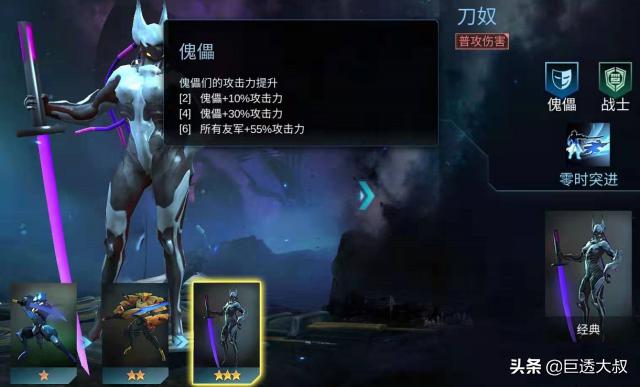 傀儡
傀儡们的攻击力提升
[2] 傀儡+10%攻击力
[4] 傀儡+30%攻击力
[6] 所有友军+55%攻击力
刀奴
普攻伤害
傀儡 战士
零时突进
经典
头条 @巨透大叔